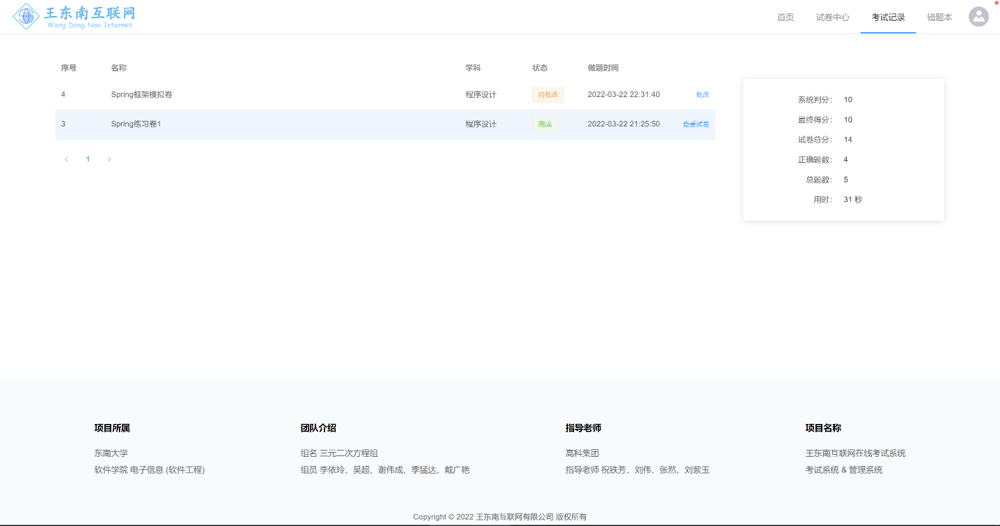 王东南互联网
Wang Dong Nan Internet
首页 试卷中心 考试记录 错题本
序号 名称 学科 状态 做题时间
4 Spring框架模拟卷 程序设计 待批改 2022-03-22 22:31:40 批改
3 Spring练习卷1 程序设计 完成 2022-03-22 21:25:50 查看试卷
1
系统判分： 10
最终得分： 10
试卷总分： 14
正确题数： 4
总题数： 5
用时： 31 秒
项目所属
东南大学
软件学院 电子信息 (软件工程)
团队介绍
组名 三元二次方程组
组员 李依玲、吴超、谢伟成、季猛达、戴广艳
指导老师
高科集团
指导老师 祝铁芳、刘伟、张然、刘紫玉
项目名称
王东南互联网在线考试系统
考试系统 & 管理系统
Copyright © 2022 王东南互联网有限公司 版权所有